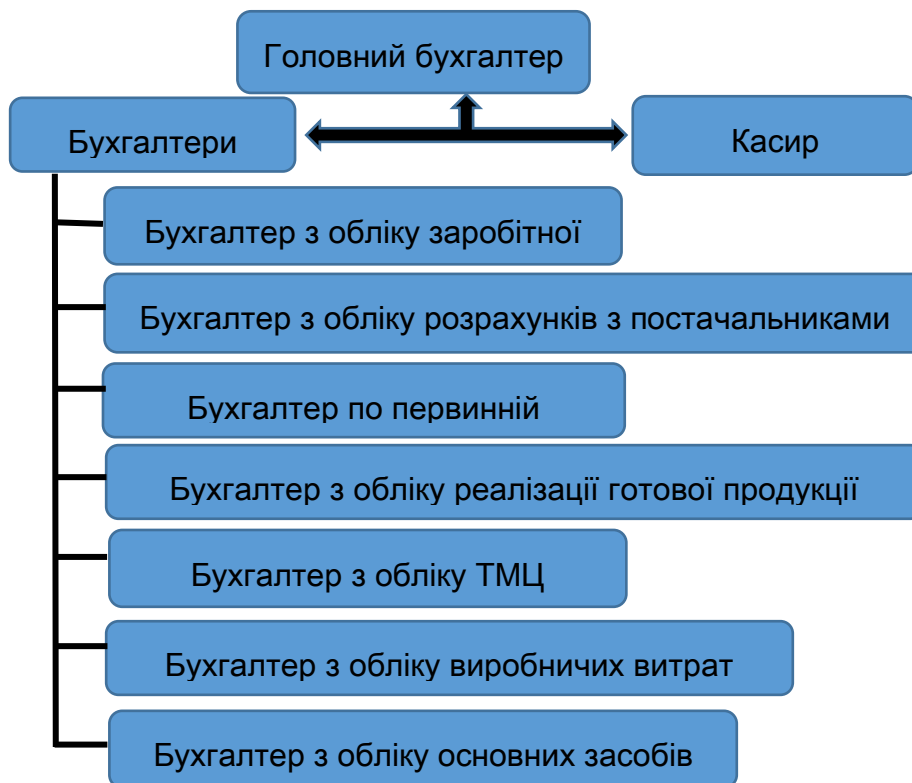 Головний бухгалтер
Бухгалтери
Касир
Бухгалтер з обліку заробітної
Бухгалтер з обліку розрахунків з постачальниками
Бухгалтер по первинній
Бухгалтер з обліку реалізації готової продукції
Бухгалтер з обліку ТМЦ
Бухгалтер з обліку виробничих витрат
Бухгалтер з обліку основних засобів